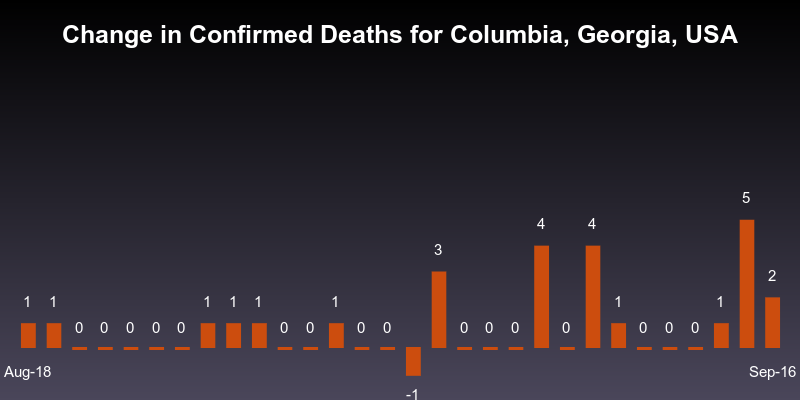 Change in Confirmed Deaths for Columbia, Georgia, USA
5
4 4
3
2
1 1 1 1 1 1 1 1
0 0 0 0 0 0 0 0 0 0 0 0 0 0 0 0
Aug-18 Sep-16
-1